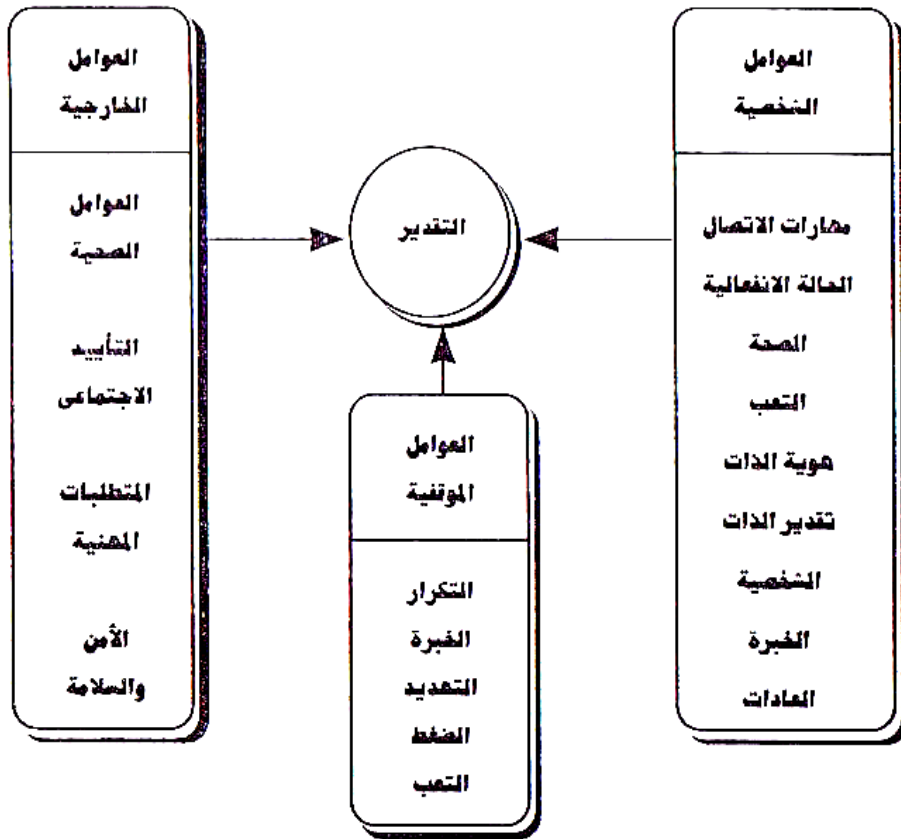 العوامل
الشخصية
مهارات الاتصال
الحالة الانفعالية
الصحة
التعب
هوية الذات
تقدير الذات
الشخصية
الخبرة
العادات
التقدير
العوامل
الموقفية
التكرار
الخبرة
التهديد
الضغط
التعب
العوامل
الخارجية
العوامل
الصحية
التأييد
الاجتماعى
المتطلبات
المهنية
الأمن
والسلامة